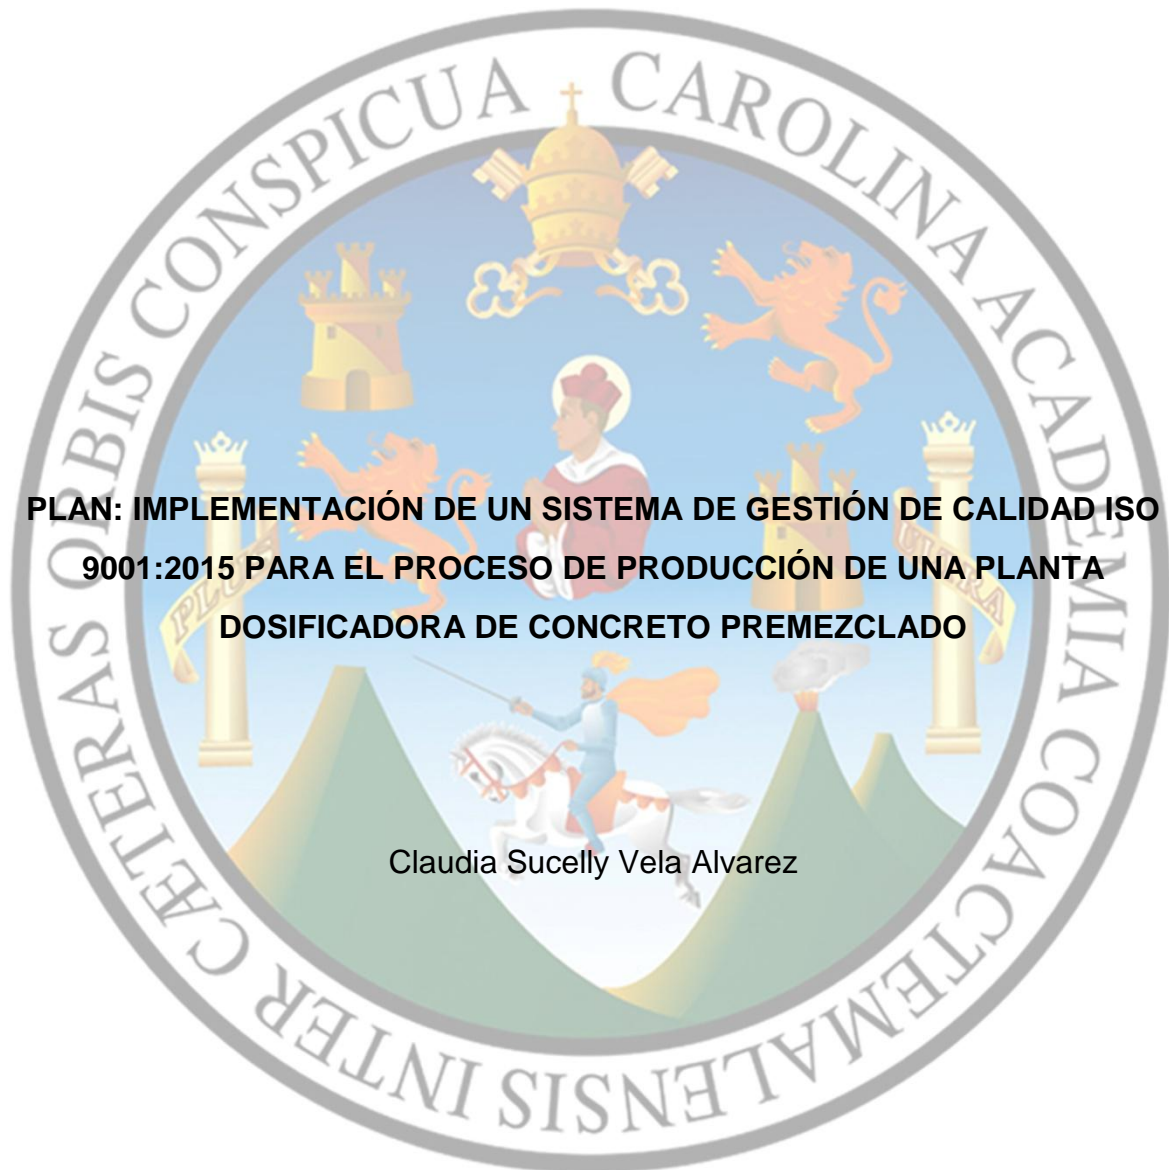 CAETERAS ORBIS CONSPICUA CAROLINA ACADEMIA COACTEMALENSIS INTER
PLUS
ULTRA
PLAN: IMPLEMENTACIÓN DE UN SISTEMA DE GESTIÓN DE CALIDAD ISO
9001:2015 PARA EL PROCESO DE PRODUCCIÓN DE UNA PLANTA
DOSIFICADORA DE CONCRETO PREMEZCLADO
Claudia Sucelly Vela Alvarez